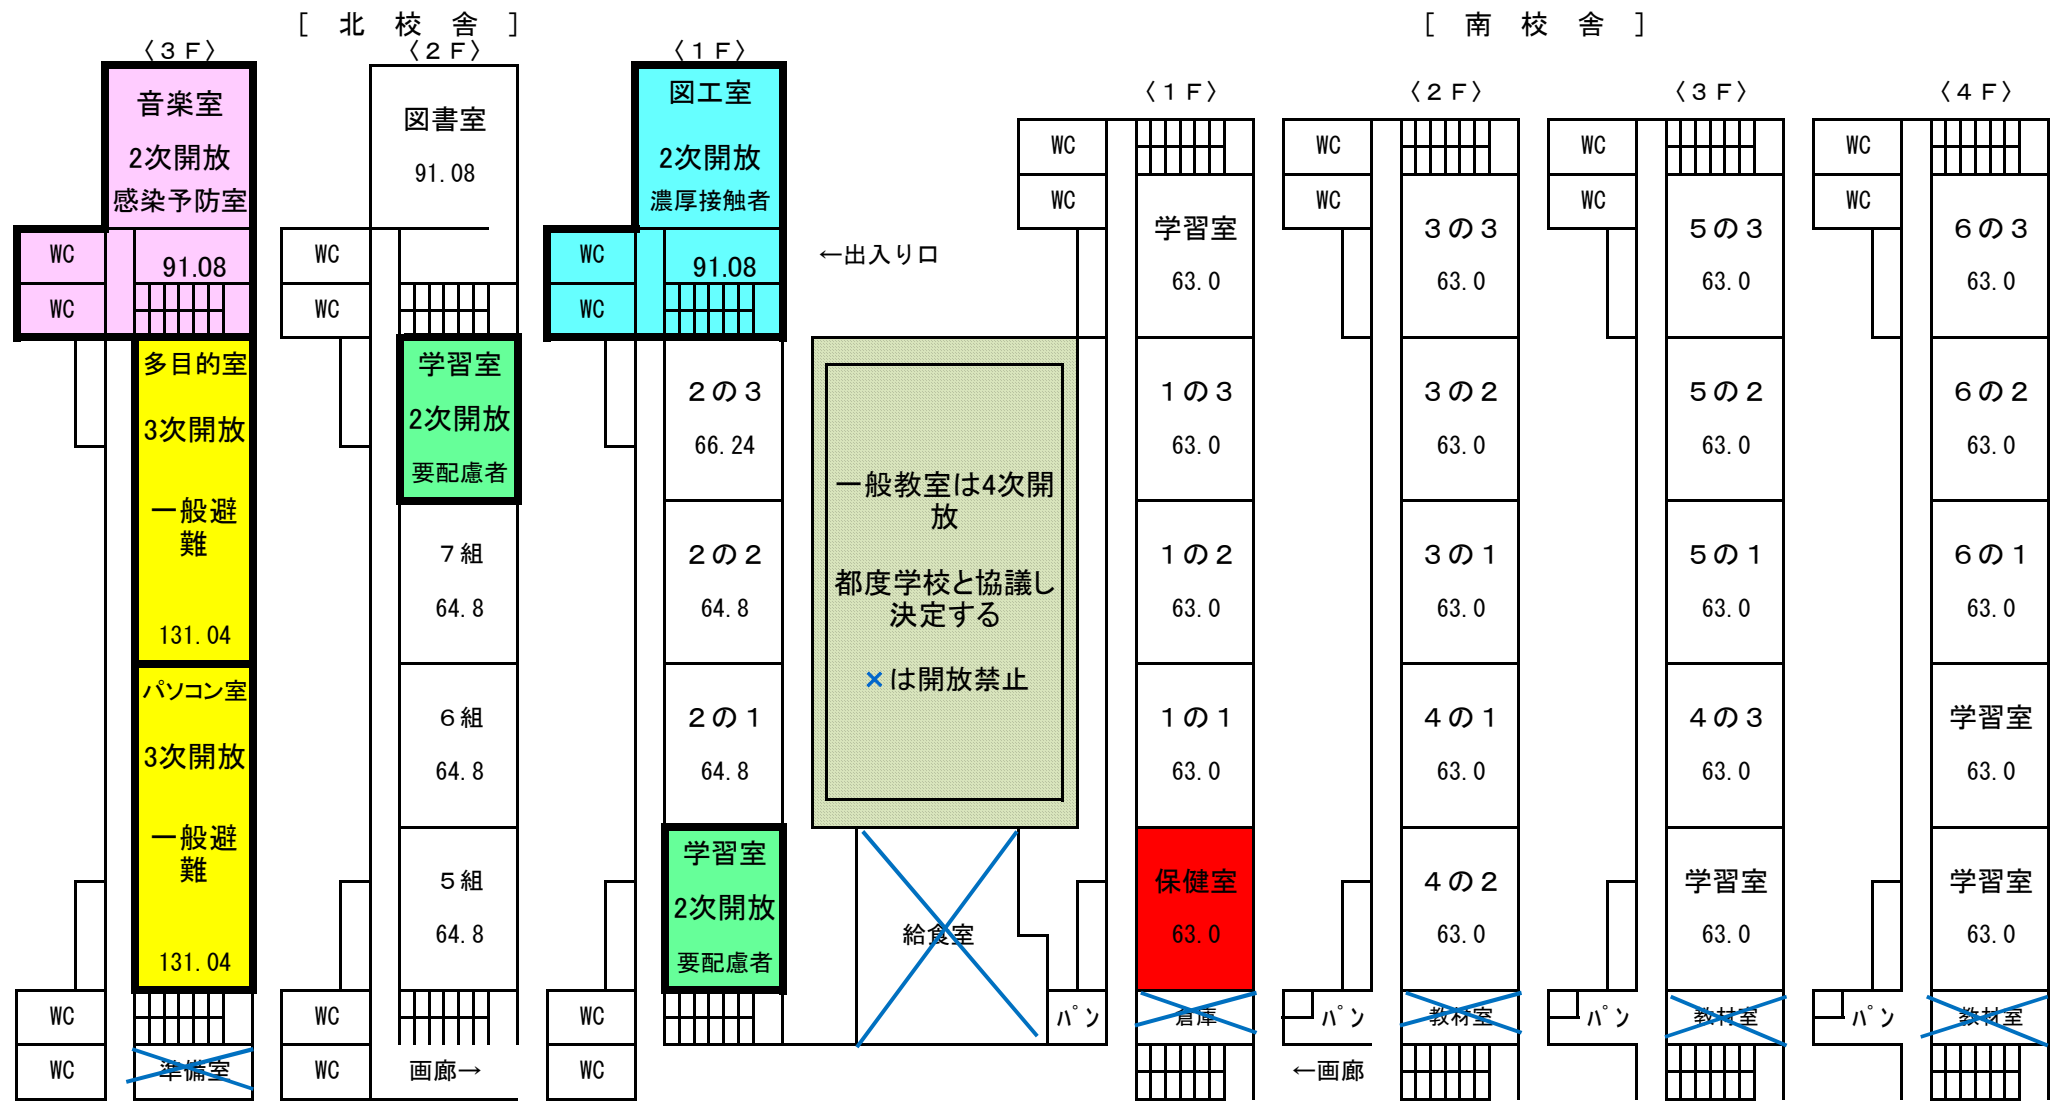 ［　北　校　舎　］
〈３Ｆ〉
音楽室
2次開放
感染予防室
WC
91.08
WC
多目的室
3次開放
一般避
難
131.04
パソコン室
3次開放
一般避
難
131.04
WC
WC
準備室
〈２Ｆ〉
図書室
91.08
WC
WC
学習室
2次開放
要配慮者
７組
64.8
６組
64.8
５組
64.8
WC
WC
画廊→
〈１Ｆ〉
図工室
2次開放
濃厚接触者
WC
91.08
WC
２の３
66.24
２の２
64.8
２の１
64.8
学習室
2次開放
要配慮者
WC
WC
←出入り口
一般教室は4次開
放
都度学校と協議し
決定する
×は開放禁止
給食室
［　南　校　舎　］
〈１Ｆ〉
WC
WC
学習室
63.0
１の３
63.0
１の２
63.0
１の１
63.0
保健室
63.0
パン
倉庫
〈２Ｆ〉
WC
WC
３の３
63.0
３の２
63.0
３の１
63.0
４の１
63.0
４の２
63.0
パン
教材室
←画廊
〈３Ｆ〉
WC
WC
５の３
63.0
５の２
63.0
５の１
63.0
４の３
63.0
学習室
63.0
パン
教材室
〈４Ｆ〉
WC
WC
６の３
63.0
６の２
63.0
６の１
63.0
学習室
63.0
学習室
63.0
パン
教材室